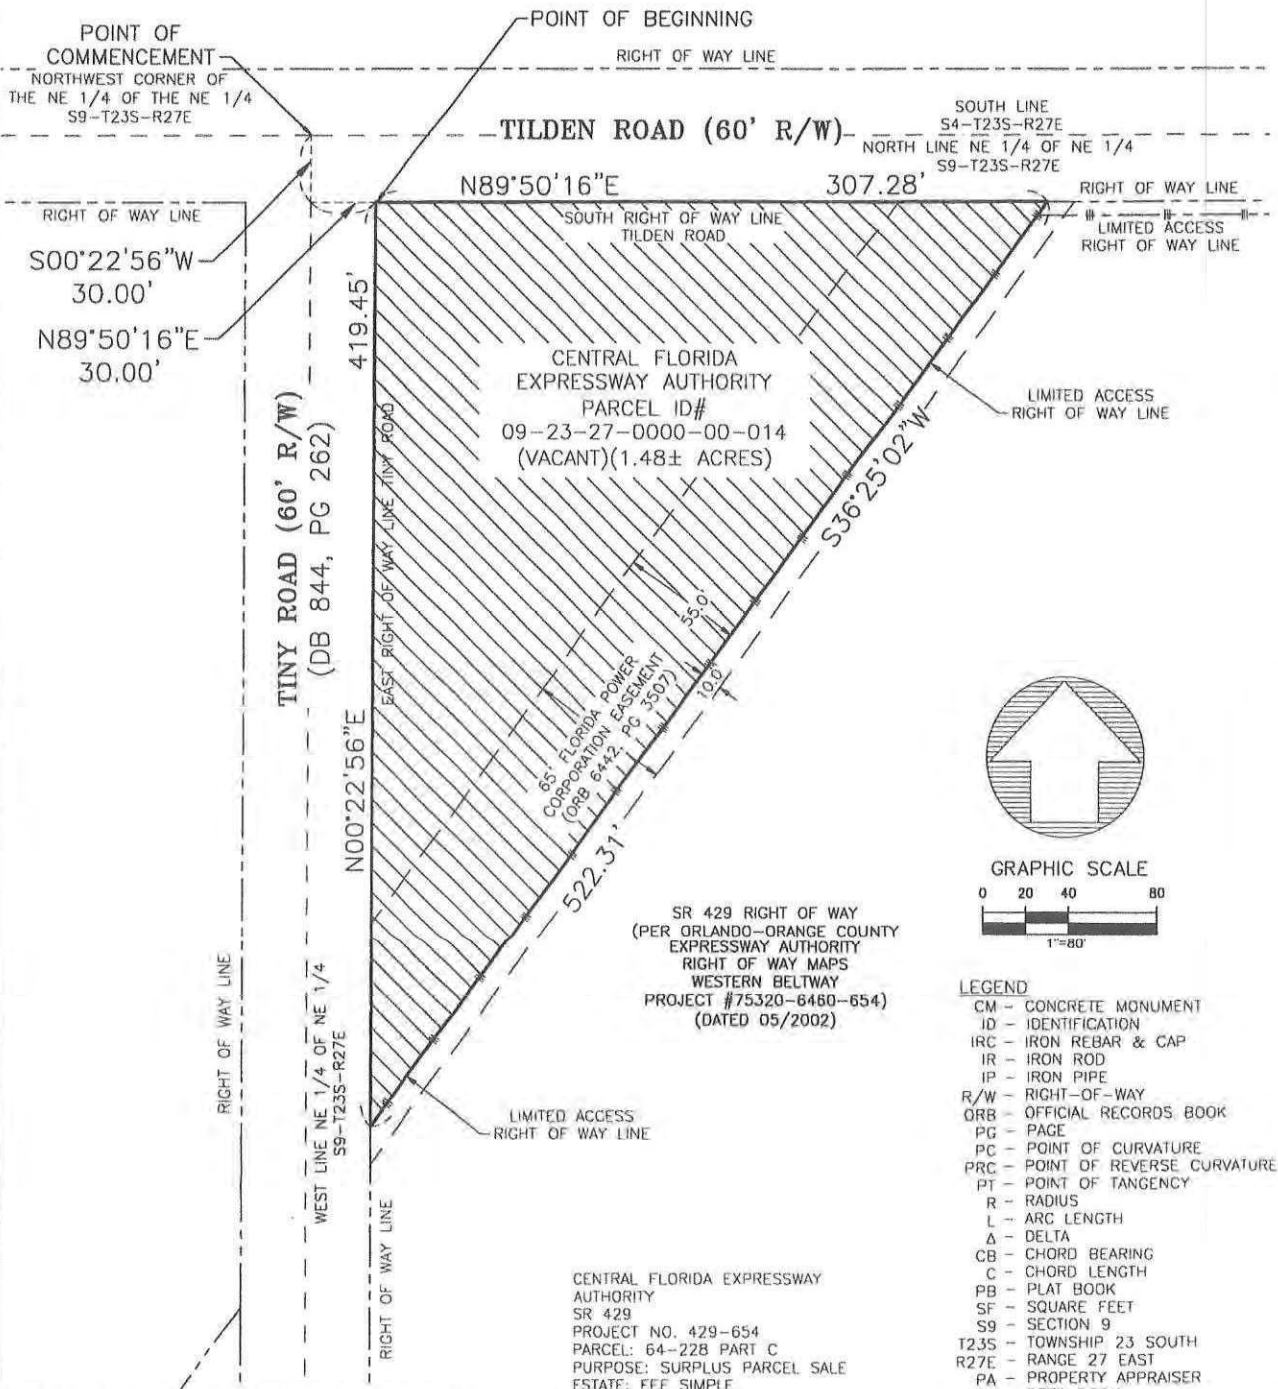 POINT OF BEGINNING
POINT OF
COMMENCEMENT
NORTHWEST CORNER OF
THE NE 1/4 OF THE NE 1/4
S9-T23S-R27E
RIGHT OF WAY LINE
TILDEN ROAD (60' R/W)
SOUTH LINE
S4-T23S-R27E
NORTH LINE NE 1/4 OF NE 1/4
S9-T23S-R27E
N89°50'16"E
307.28'
RIGHT OF WAY LINE
RIGHT OF WAY LINE
SOUTH RIGHT OF WAY LINE
TILDEN ROAD
LIMITED ACCESS
RIGHT OF WAY LINE
S00°22'56"W
30.00'
N89°50'16"E
30.00'
419.45'
CENTRAL FLORIDA
EXPRESSWAY AUTHORITY
PARCEL ID#
09-23-27-0000-00-014
(VACANT)(1.48± ACRES)
LIMITED ACCESS
RIGHT OF WAY LINE
TINY ROAD (60' R/W)
(DB 844, PG 262)
EAST RIGHT OF WAY LINE TINY ROAD
S36°25'02"W
55.0'
10.0'
65' FLORIDA POWER
CORPORATION EASEMENT
(ORB 6442, PG 3507)
N00°22'56"E
522.31'
GRAPHIC SCALE
0 20 40 80
1"=80'
SR 429 RIGHT OF WAY
(PER ORLANDO-ORANGE COUNTY
EXPRESSWAY AUTHORITY
RIGHT OF WAY MAPS
WESTERN BELTWAY
PROJECT #75320-6460-654)
(DATED 05/2002)
RIGHT OF WAY LINE
WEST LINE NE 1/4 OF NE 1/4
S9-T23S-R27E
LIMITED ACCESS
RIGHT OF WAY LINE
RIGHT OF WAY LINE
LEGEND
CM - CONCRETE MONUMENT
ID - IDENTIFICATION
IRC - IRON REBAR & CAP
IR - IRON ROD
IP - IRON PIPE
R/W - RIGHT-OF-WAY
ORB - OFFICIAL RECORDS BOOK
PG - PAGE
PC - POINT OF CURVATURE
PRC - POINT OF REVERSE CURVATURE
PT - POINT OF TANGENCY
R - RADIUS
L - ARC LENGTH
Δ - DELTA
CB - CHORD BEARING
C - CHORD LENGTH
PB - PLAT BOOK
SF - SQUARE FEET
S9 - SECTION 9
T23S - TOWNSHIP 23 SOUTH
R27E - RANGE 27 EAST
PA - PROPERTY APPRAISER
CENTRAL FLORIDA EXPRESSWAY
AUTHORITY
SR 429
PROJECT NO. 429-654
PARCEL: 64-228 PART C
PURPOSE: SURPLUS PARCEL SALE
ESTATE: FEE SIMPLE